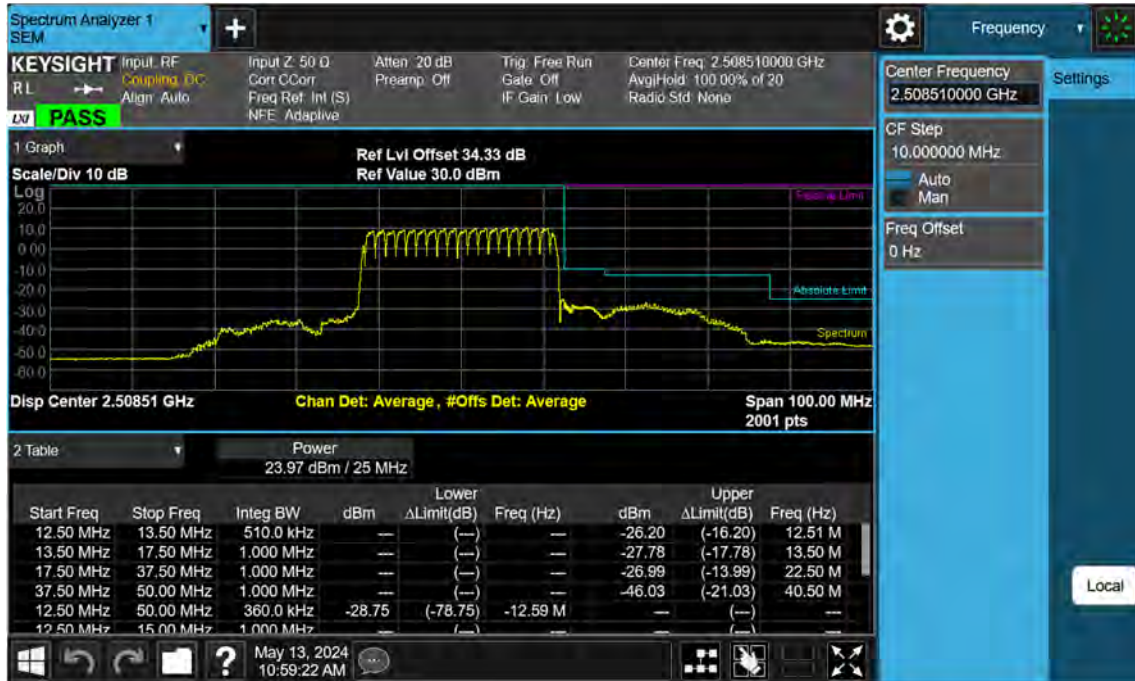 Spectrum Analyzer 1
SEM
+
Frequency
KEYSIGHT
RL
LXI PASS
Input: RF
Coupling: DC
Align: Auto
Input Z: 50 Ω
Corr CCorr
Freq Ref: Int (S)
NFE: Adaptive
Atten: 20 dB
Preamp: Off
Trig: Free Run
Gate: Off
IF Gain: Low
Center Freq: 2.508510000 GHz
Avg|Hold: 100.00% of 20
Radio Std: None
Center Frequency
2.508510000 GHz
Settings
CF Step
10.000000 MHz
Auto
Man
Freq Offset
0 Hz
Local
1 Graph
Scale/Div 10 dB
Ref Lvl Offset 34.33 dB
Ref Value 30.0 dBm
Log
20.0
10.0
0.00
-10.0
-20.0
-30.0
-40.0
-50.0
-60.0
Absolute Limit
Spectrum
Disp Center 2.50851 GHz
Chan Det: Average, #Offs Det: Average
Span 100.00 MHz
2001 pts
2 Table
Power
23.97 dBm / 25 MHz
Lower Upper
Start Freq Stop Freq Integ BW dBm ΔLimit(dB) Freq (Hz) dBm ΔLimit(dB) Freq (Hz)
12.50 MHz 13.50 MHz 510.0 kHz --- (---) --- -26.20 (-16.20) 12.51 M
13.50 MHz 17.50 MHz 1.000 MHz --- (---) --- -27.78 (-17.78) 13.50 M
17.50 MHz 37.50 MHz 1.000 MHz --- (---) --- -26.99 (-13.99) 22.50 M
37.50 MHz 50.00 MHz 1.000 MHz --- (---) --- -46.03 (-21.03) 40.50 M
12.50 MHz 50.00 MHz 360.0 kHz -28.75 (-78.75) -12.59 M --- (---) ---
12.50 MHz 15.00 MHz 1.000 MHz --- (---) --- --- (---) ---
?
May 13, 2024
10:59:22 AM